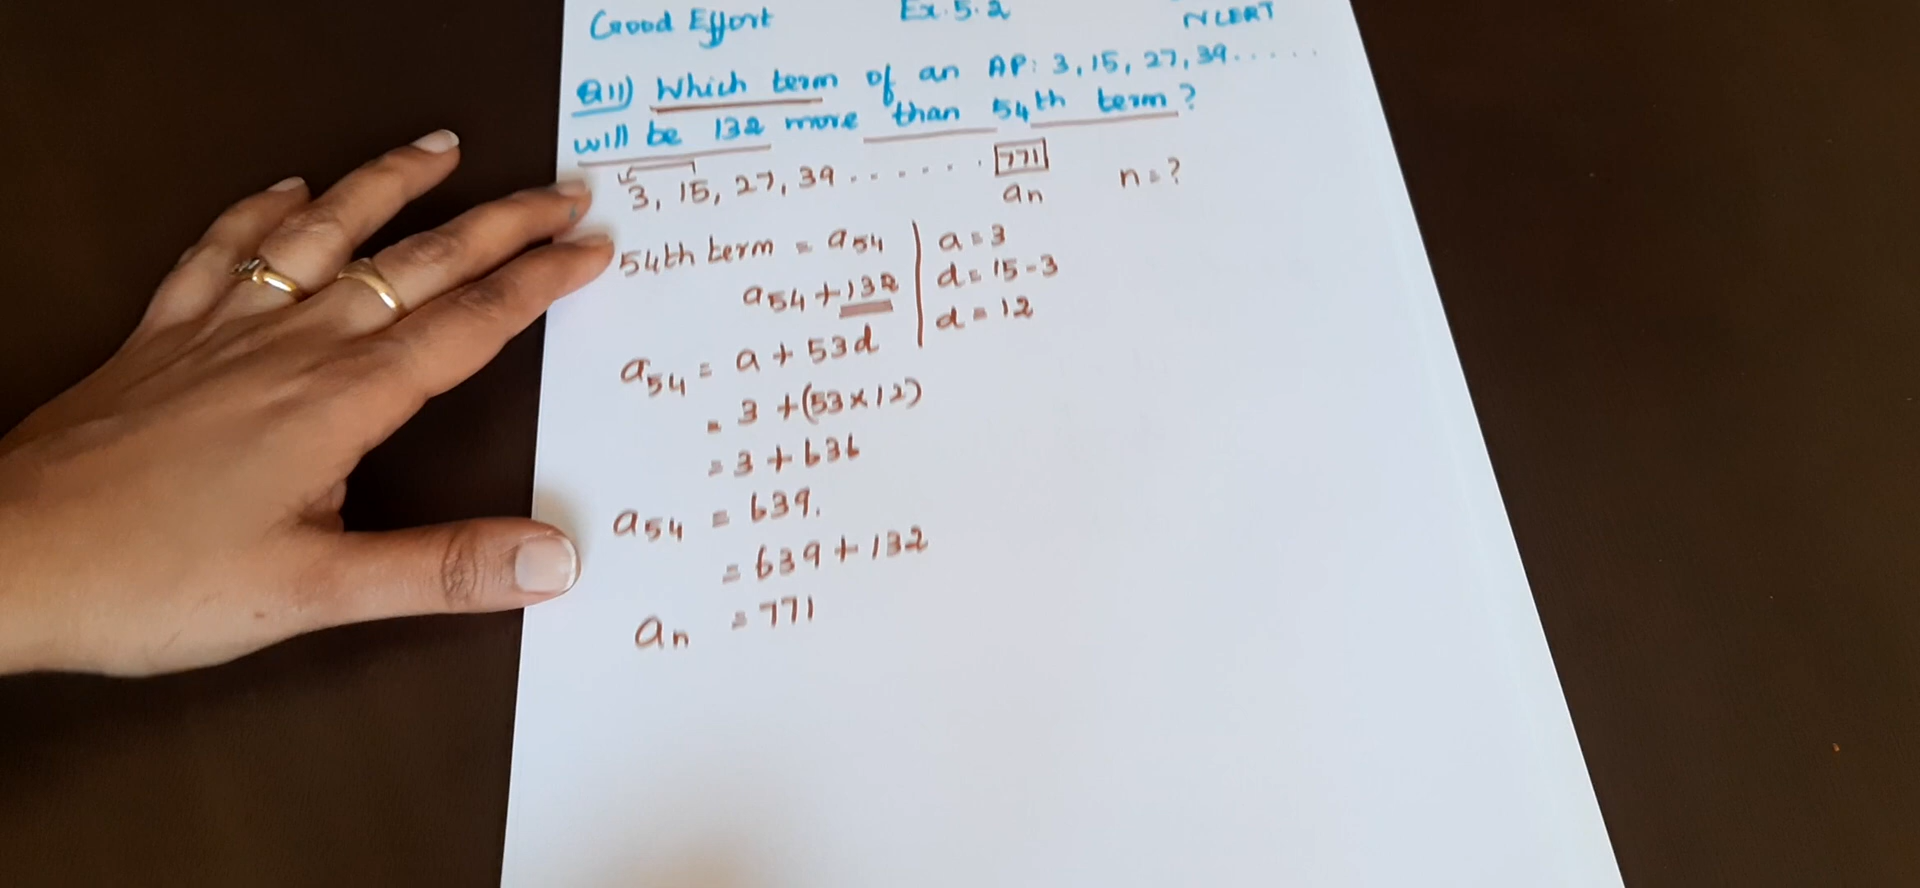 Good Effort Ex.5.2 NCERT
Q11) Which term of an AP: 3, 15, 27, 39.....
will be 132 more than 54th term?
3, 15, 27, 39 ...... 771
an n = ?
54th term = a54 a = 3
a54 + 132 d = 15 - 3
d = 12
a54 = a + 53d
= 3 + (53 x 12)
= 3 + 636
a54 = 639.
= 639 + 132
an = 771